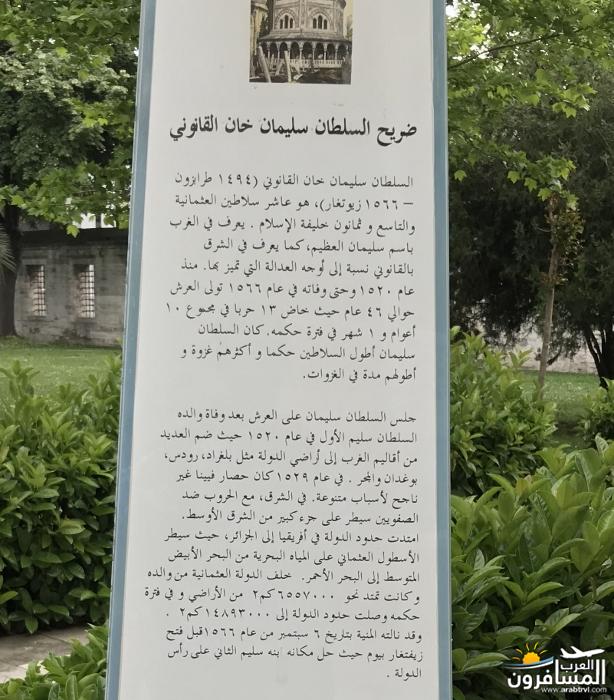 ضريح السلطان سليمان خان القانوني
السلطان سليمان خان القانوني (١٤٩٤ طرابزون
– ١٥٦٦ زيوتغار)، هو عاشر سلاطين العثمانية
والتاسع و ثمانون خليفة الإسلام . يعرف في الغرب
باسم سليمان العظيم، كما يعرف في الشرق
بالقانوني نسبة إلى أوجه العدالة التي تميز بها. منذ
عام ١٥٢٠ وحتى وفاته في عام ١٥٦٦ تولى العرش
حوالي ٤٦ عام حيث خاض ١٣ حربا في مجموع ١٠
أعوام و ١ شهر في فترة حكمه. كان السلطان
سليمان أطول السلاطين حكما و أكثرهم غزوة و
أطولهم مدة في الغزوات.
جلس السلطان سليمان على العرش بعد وفاة والده
السلطان سليم الأول في عام ١٥٢٠ حيث ضم العديد
من أقاليم الغرب إلى أراضي الدولة مثل بلغراد، رودس،
بوغدان والمجر . في عام ١٥٢٩ كان حصار فيينا غير
ناجح لأسباب متنوعة. في الشرق، مع الحروب ضد
الصفويين سيطر على جزء كبير من الشرق الأوسط.
امتدت حدود الدولة في أفريقيا إلى الجزائر، حيث سيطر
الأسطول العثماني على المياه البحرية من البحر الأبيض
المتوسط إلى البحر الأحمر. خلف الدولة العثمانية من والده
و كانت تمتد نحو ٦٥٥٧٠٠٠ كم٢ من الأراضي و في فترة
حكمه وصلت حدود الدولة إلى ١٤٨٩٣٠٠٠ كم٢ .
وقد نالته المنية بتاريخ ٦ سبتمبر من عام ١٥٦٦ قبل فتح
زيفتغار بيوم حيث حل مكانه ابنه سليم الثاني على رأس
الدولة .
العرب
المسافرون
www.arabtrvl.com